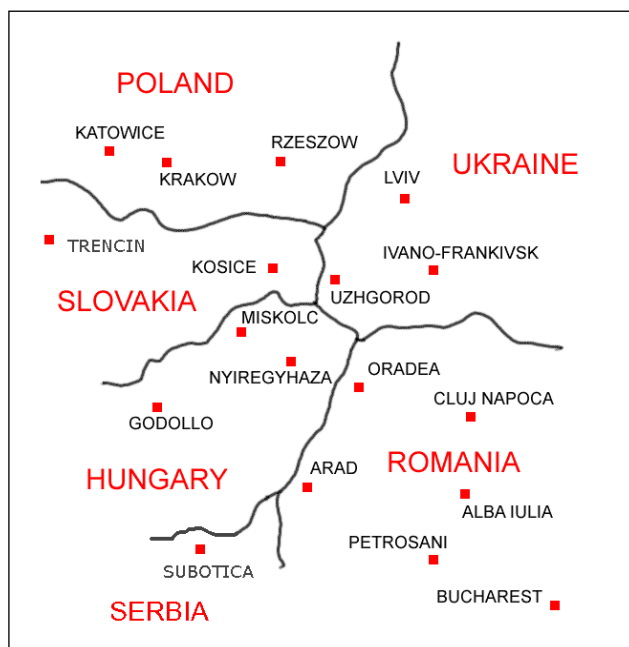 POLAND
KATOWICE
RZESZOW
KRAKOW
UKRAINE
LVIV
TRENCIN
IVANO-FRANKIVSK
KOSICE
UZHGOROD
SLOVAKIA
MISKOLC
NYIREGYHAZA
ORADEA
CLUJ NAPOCA
GODOLLO
HUNGARY
ARAD
ROMANIA
ALBA IULIA
PETROSANI
SUBOTICA
BUCHAREST
SERBIA